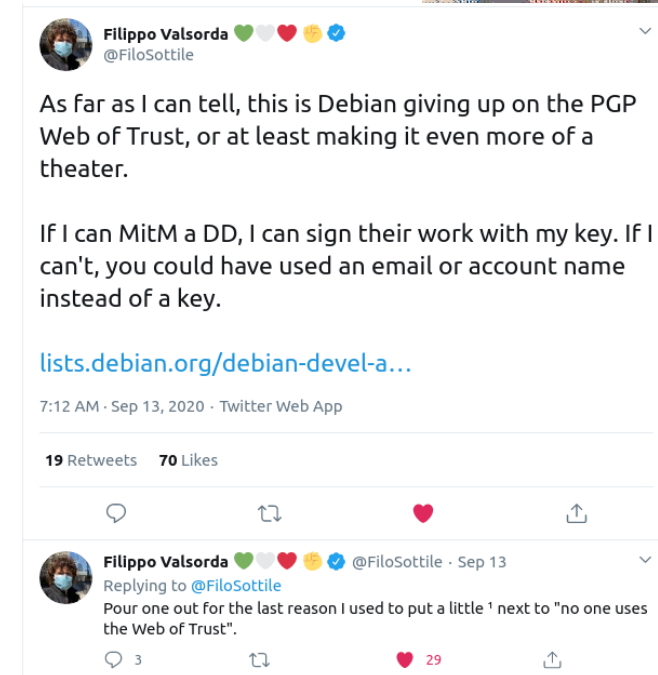 Filippo Valsorda 💚🤍❤️✊
@FiloSottile
As far as I can tell, this is Debian giving up on the PGP
Web of Trust, or at least making it even more of a
theater.
If I can MitM a DD, I can sign their work with my key. If I
can't, you could have used an email or account name
instead of a key.
lists.debian.org/debian-devel-a…
7:12 AM · Sep 13, 2020 · Twitter Web App
19 Retweets 70 Likes
Filippo Valsorda 💚🤍❤️✊ @FiloSottile · Sep 13
Replying to @FiloSottile
Pour one out for the last reason I used to put a little ¹ next to "no one uses
the Web of Trust".
3 29